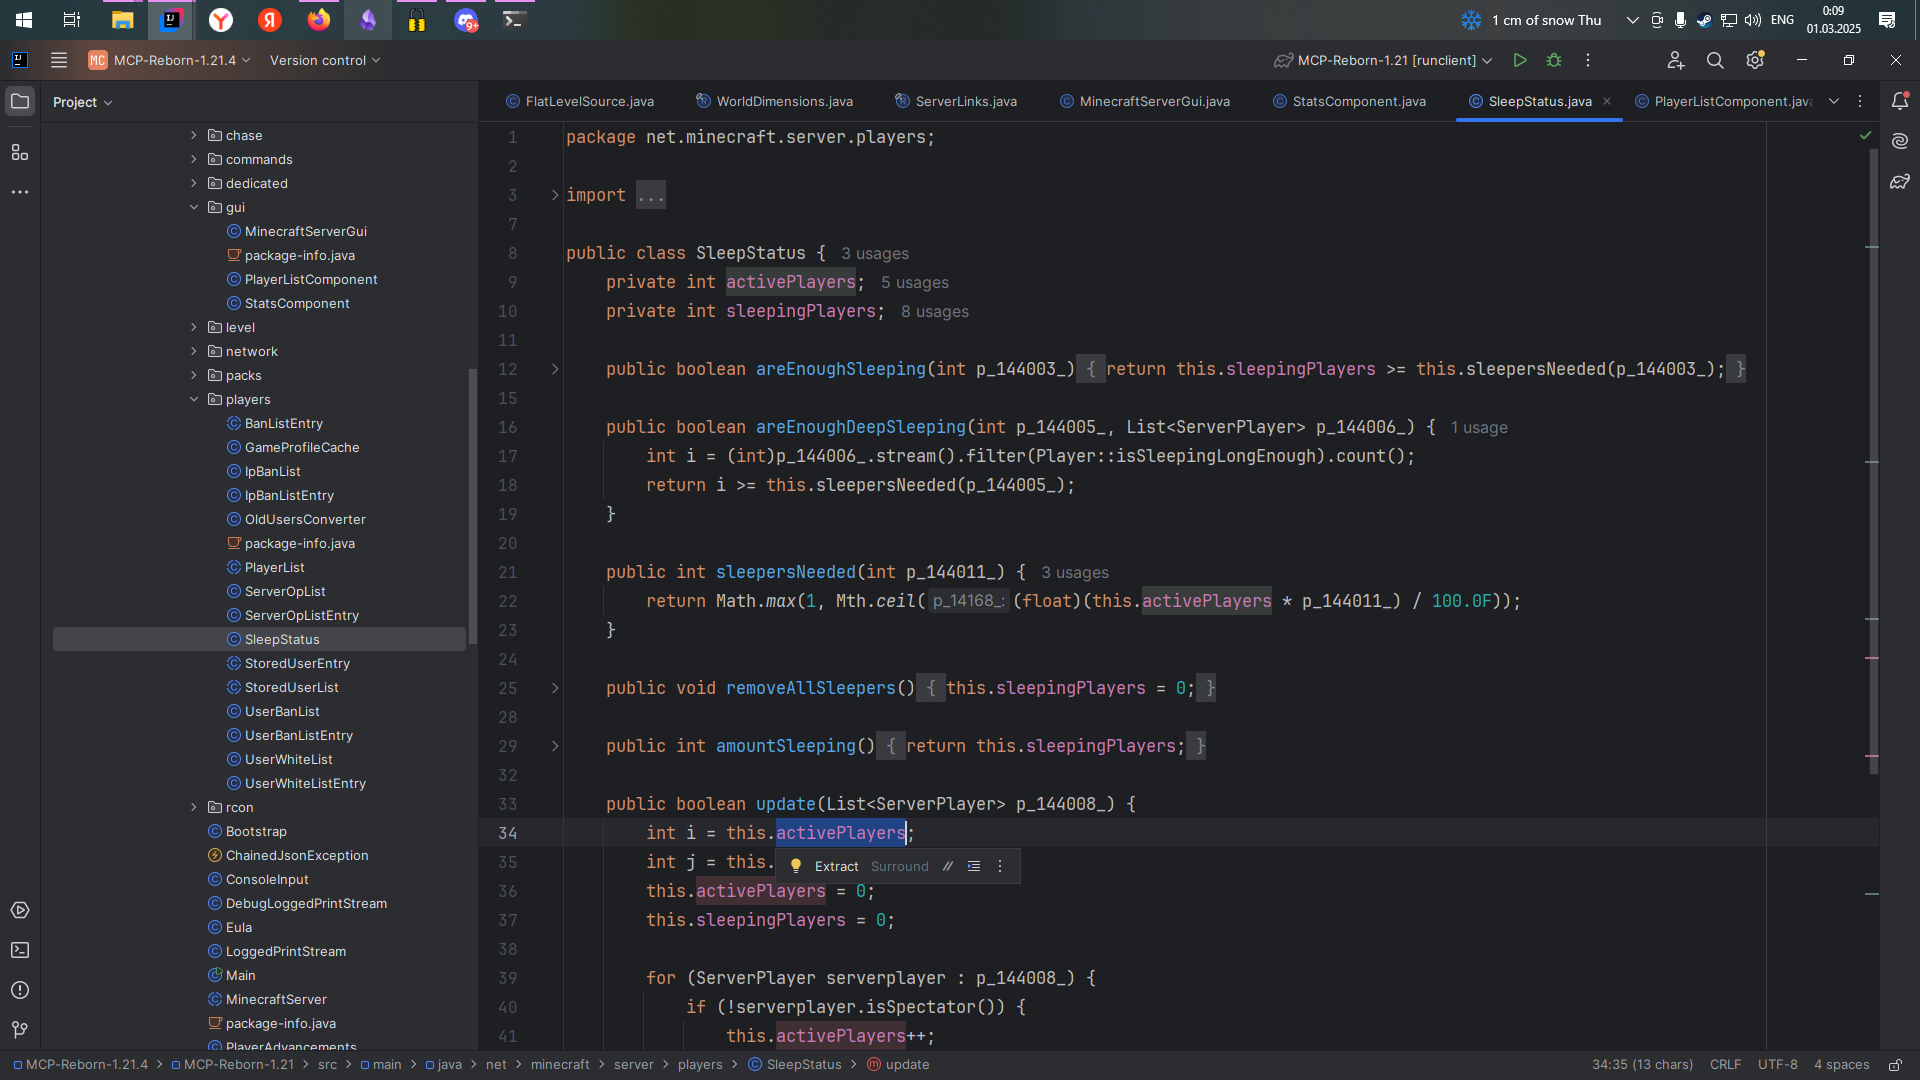 9+
1 cm of snow Thu
ENG
0:09
01.03.2025
MC
MCP-Reborn-1.21.4
Version control
MCP-Reborn-1.21 [runclient]
Project
FlatLevelSource.java
WorldDimensions.java
ServerLinks.java
MinecraftServerGui.java
StatsComponent.java
SleepStatus.java
PlayerListComponent.java
chase
commands
dedicated
gui
MinecraftServerGui
package-info.java
PlayerListComponent
StatsComponent
level
network
packs
players
BanListEntry
GameProfileCache
IpBanList
IpBanListEntry
OldUsersConverter
package-info.java
PlayerList
ServerOpList
ServerOpListEntry
SleepStatus
StoredUserEntry
StoredUserList
UserBanList
UserBanListEntry
UserWhiteList
UserWhiteListEntry
rcon
Bootstrap
ChainedJsonException
ConsoleInput
DebugLoggedPrintStream
Eula
LoggedPrintStream
Main
MinecraftServer
package-info.java
PlayerAdvancements
1 package net.minecraft.server.players;
2
3 import ...
7
8 public class SleepStatus { 3 usages
9 private int activePlayers; 5 usages
10 private int sleepingPlayers; 8 usages
11
12 public boolean areEnoughSleeping(int p_144003_) { return this.sleepingPlayers >= this.sleepersNeeded(p_144003_); }
15
16 public boolean areEnoughDeepSleeping(int p_144005_, List<ServerPlayer> p_144006_) { 1 usage
17 int i = (int)p_144006_.stream().filter(Player::isSleepingLongEnough).count();
18 return i >= this.sleepersNeeded(p_144005_);
19 }
20
21 public int sleepersNeeded(int p_144011_) { 3 usages
22 return Math.max(1, Mth.ceil( p_14168_: (float)(this.activePlayers * p_144011_) / 100.0F));
23 }
24
25 public void removeAllSleepers() { this.sleepingPlayers = 0; }
28
29 public int amountSleeping() { return this.sleepingPlayers; }
32
33 public boolean update(List<ServerPlayer> p_144008_) {
34 int i = this.activePlayers;
35 int j = this.
Extract Surround //
36 this.activePlayers = 0;
37 this.sleepingPlayers = 0;
38
39 for (ServerPlayer serverplayer : p_144008_) {
40 if (!serverplayer.isSpectator()) {
41 this.activePlayers++;
MCP-Reborn-1.21.4 > MCP-Reborn-1.21 > src > main > java > net > minecraft > server > players > SleepStatus > update
34:35 (13 chars)
CRLF
UTF-8
4 spaces